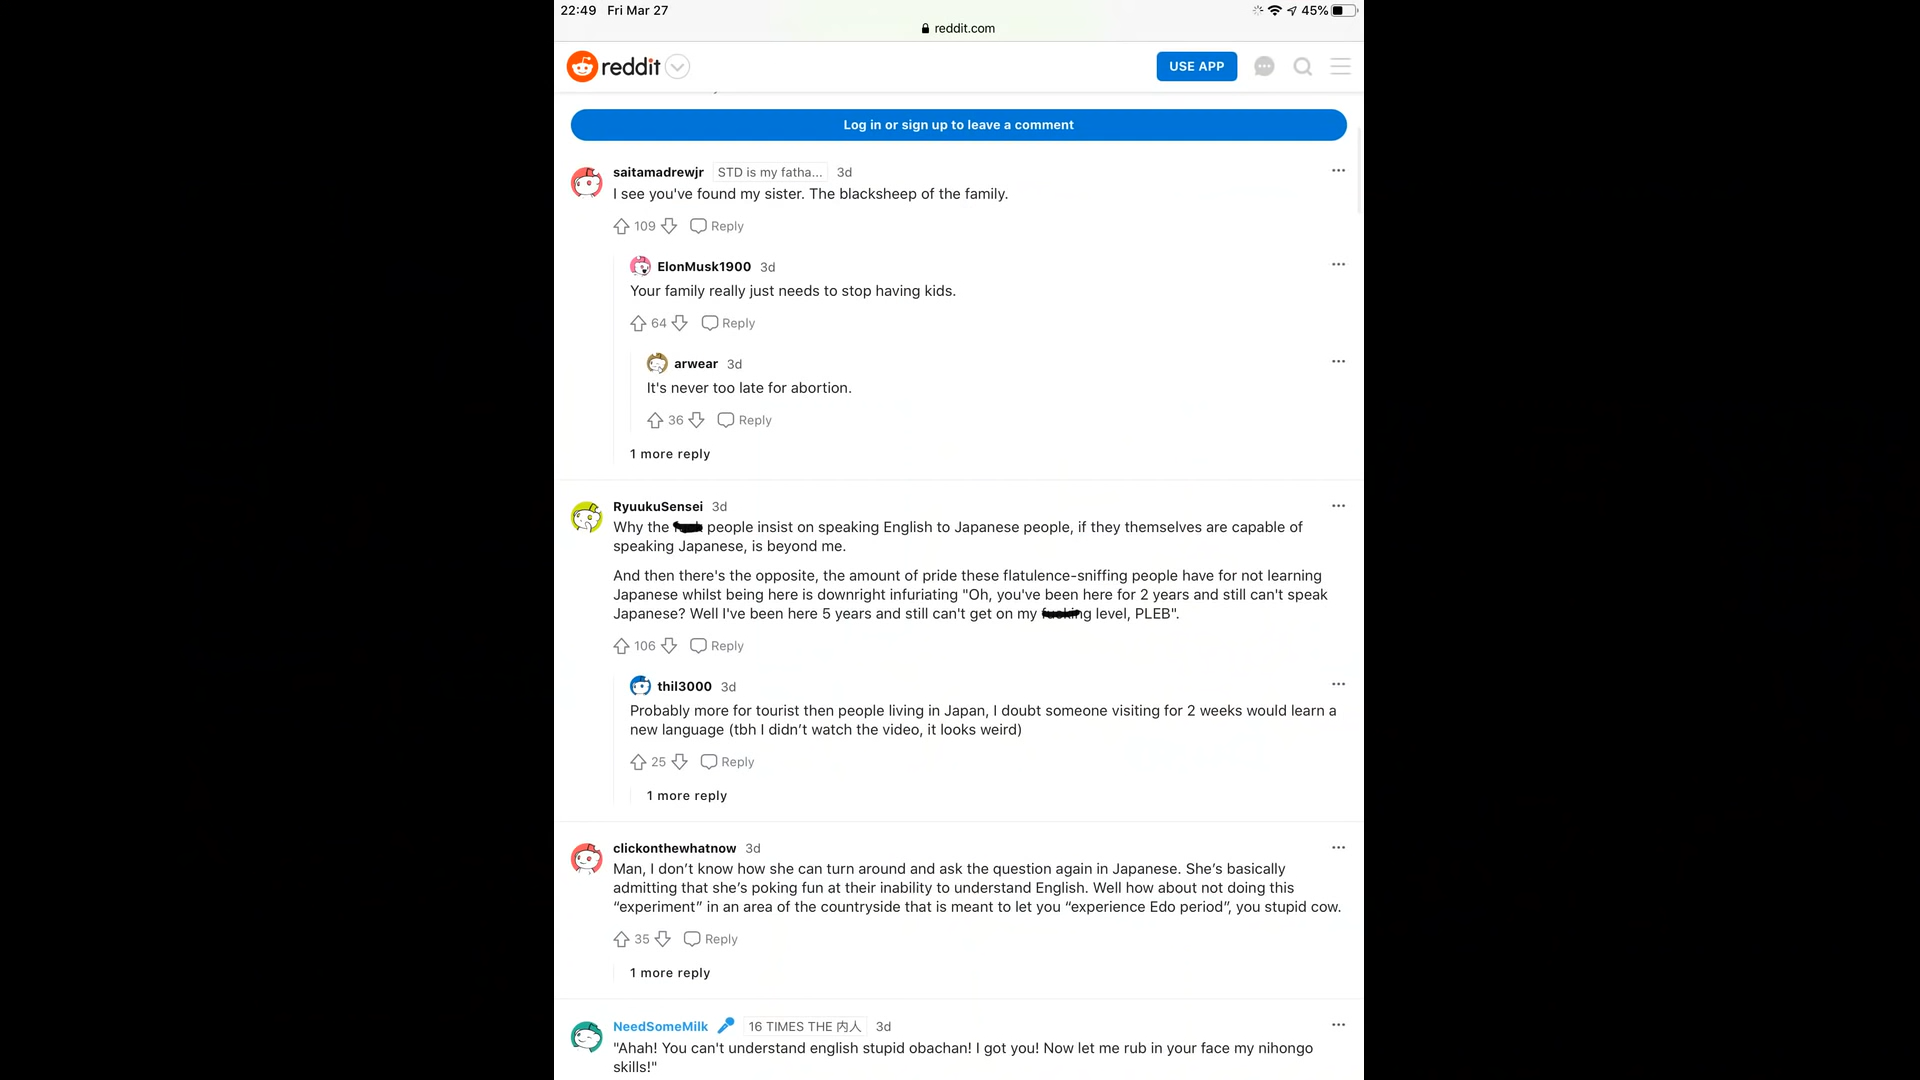 22:49 Fri Mar 27
45%
reddit.com
reddit
USE APP
Log in or sign up to leave a comment
saitamadrewjr STD is my fatha... 3d
I see you've found my sister. The blacksheep of the family.
109 Reply
ElonMusk1900 3d
Your family really just needs to stop having kids.
64 Reply
arwear 3d
It's never too late for abortion.
36 Reply
1 more reply
RyuukuSensei 3d
Why the people insist on speaking English to Japanese people, if they themselves are capable of
speaking Japanese, is beyond me.
And then there's the opposite, the amount of pride these flatulence-sniffing people have for not learning
Japanese whilst being here is downright infuriating "Oh, you've been here for 2 years and still can't speak
Japanese? Well I've been here 5 years and still can't get on my level, PLEB".
106 Reply
thil3000 3d
Probably more for tourist then people living in Japan, I doubt someone visiting for 2 weeks would learn a
new language (tbh I didn’t watch the video, it looks weird)
25 Reply
1 more reply
clickonthewhatnow 3d
Man, I don’t know how she can turn around and ask the question again in Japanese. She’s basically
admitting that she’s poking fun at their inability to understand English. Well how about not doing this
“experiment” in an area of the countryside that is meant to let you “experience Edo period”, you stupid cow.
35 Reply
1 more reply
NeedSomeMilk 16 TIMES THE 内人 3d
"Ahah! You can't understand english stupid obachan! I got you! Now let me rub in your face my nihongo
skills!"